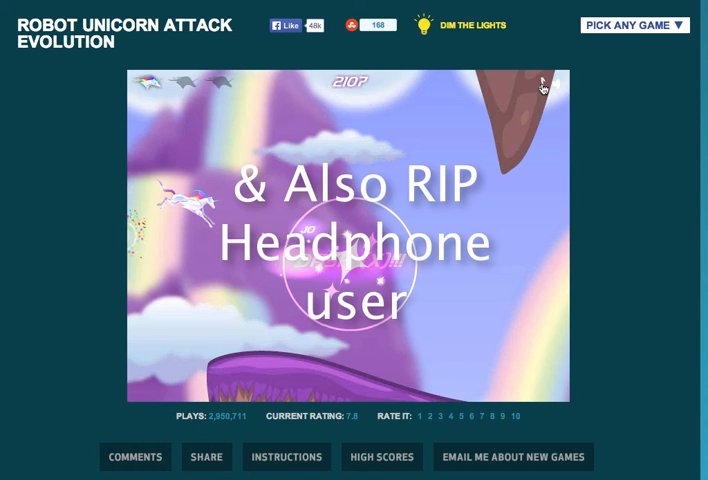 ROBOT UNICORN ATTACK
EVOLUTION
Like 48k
168
DIM THE LIGHTS
PICK ANY GAME ▼
2107
& Also RIP
Headphone
user
PLAYS: 2,950,711 CURRENT RATING: 7.8 RATE IT: 1 2 3 4 5 6 7 8 9 10
COMMENTS SHARE INSTRUCTIONS HIGH SCORES EMAIL ME ABOUT NEW GAMES